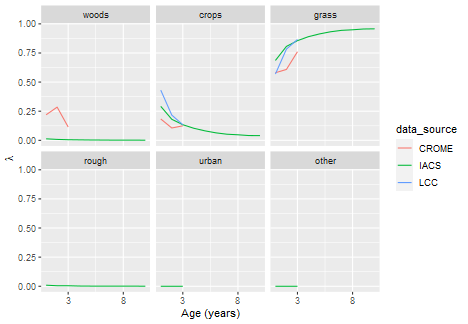 woods crops grass
1.00
0.75
0.50
0.25
0.00
rough urban other
1.00
0.75
0.50
0.25
0.00
λ
3 8 3 8 3 8
Age (years)
data_source
CROME
IACS
LCC